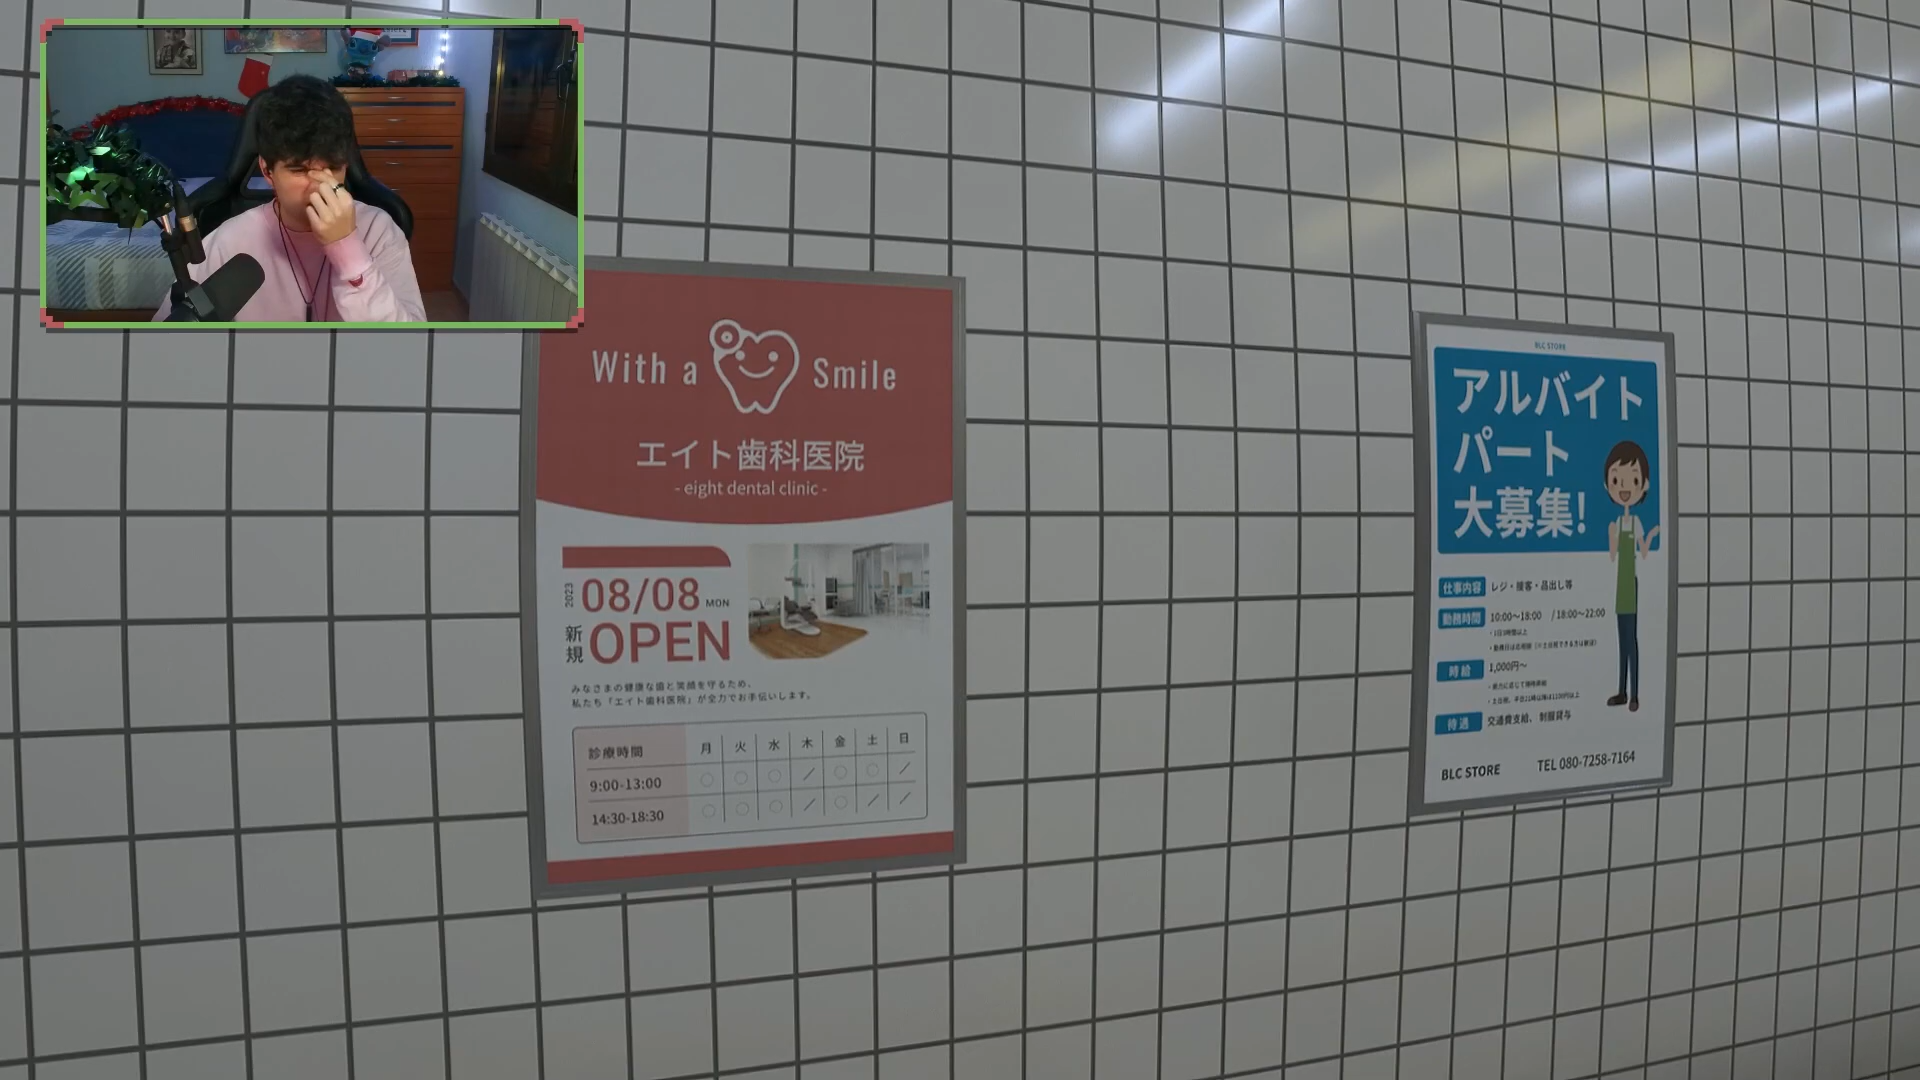 With a Smile
エイト歯科医院
- eight dental clinic -
2023
08/08 MON
新規
OPEN
みなさまの健康な歯と笑顔を守るため、
私たち「エイト歯科医院」が全力でお手伝いします。
診療時間 月 火 水 木 金 土 日
9:00-13:00 ○ ○ ○ ／ ○ ○ ／
14:30-18:30 ○ ○ ○ ／ ○ ／ ／
BLC STORE
アルバイト
パート
大募集!
仕事内容 レジ・接客・品出し等
勤務時間 10:00～18:00 / 18:00～22:00
時給 1,000円～
待遇 交通費支給、制服貸与
BLC STORE TEL 080-7258-7164